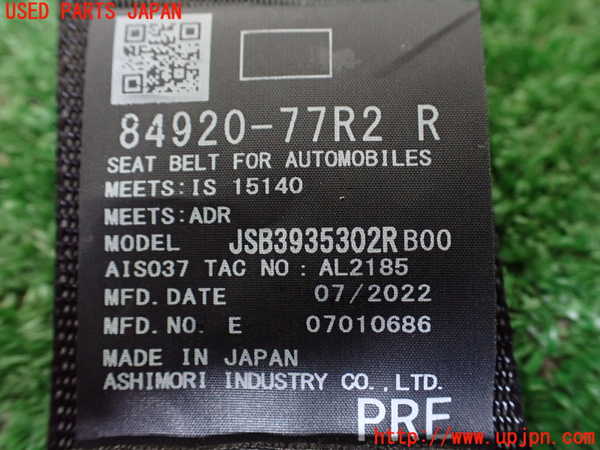 USED PARTS JAPAN
84920-77R2 R
SEAT BELT FOR AUTOMOBILES
MEETS:IS 15140
MEETS:ADR
MODEL JSB3935302R B00
AIS037 TAC NO : AL2185
MFD. DATE 07/2022
MFD. NO. E 07010686
MADE IN JAPAN
ASHIMORI INDUSTRY CO., LTD.
PRF
http://www.upjpn.com